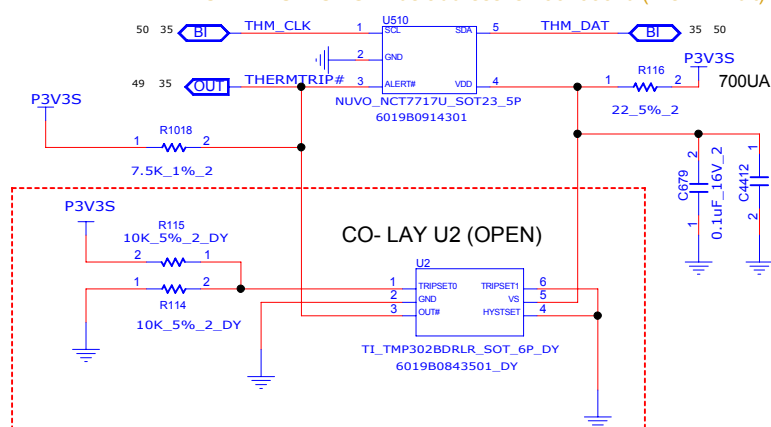 U510
50 35 BI THM_CLK 1 SCL SDA 5 THM_DAT BI 35 50
2 GND
49 35 OUT THERMTRIP# 3 ALERT# VDD 4 1 R116 2 P3V3S 700UA
NUVO_NCT7717U_SOT23_5P
6019B0914301
22_5%_2
P3V3S
1 R1018 2
7.5K_1%_2
2 C679 1 0.1uF_16V_2
1 C4412 2
P3V3S
R115
10K_5%_2_DY
2 1
CO- LAY U2 (OPEN)
1 2
R114
10K_5%_2_DY
U2
1 TRIPSET0 TRIPSET1 6
2 GND VS 5
3 OUT# HYSTSET 4
TI_TMP302BDRLR_SOT_6P_DY
6019B0843501_DY